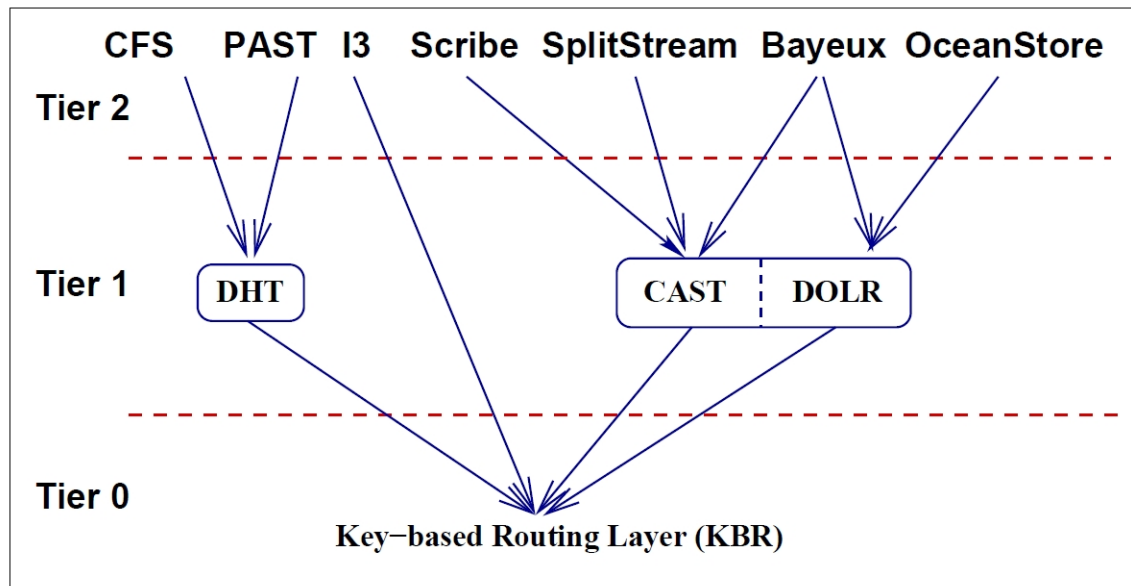 CFS PAST I3 Scribe SplitStream Bayeux OceanStore
Tier 2
Tier 1
DHT CAST DOLR
Tier 0
Key−based Routing Layer (KBR)